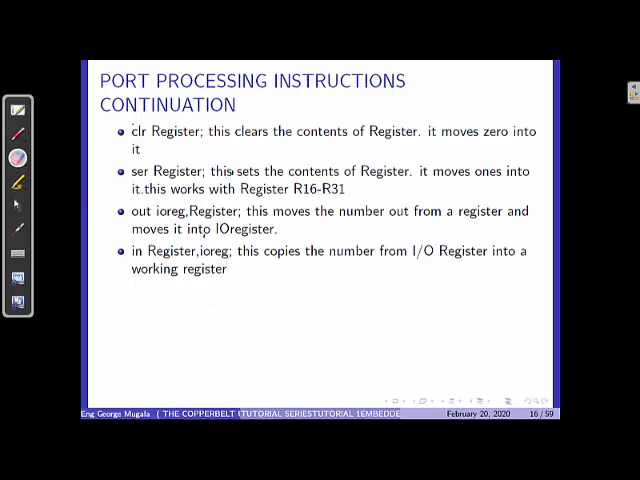 PORT PROCESSING INSTRUCTIONS
CONTINUATION
clr Register; this clears the contents of Register. it moves zero into
it
ser Register; this sets the contents of Register. it moves ones into
it.this works with Register R16-R31
out ioreg,Register; this moves the number out from a register and
moves it into IOregister.
in Register,ioreg; this copies the number from I/O Register into a
working register
Eng George Mugala ( THE COPPERBELT UTUTORIAL SERIESTUTORIAL 1EMBEDDE February 20, 2020 16 / 59